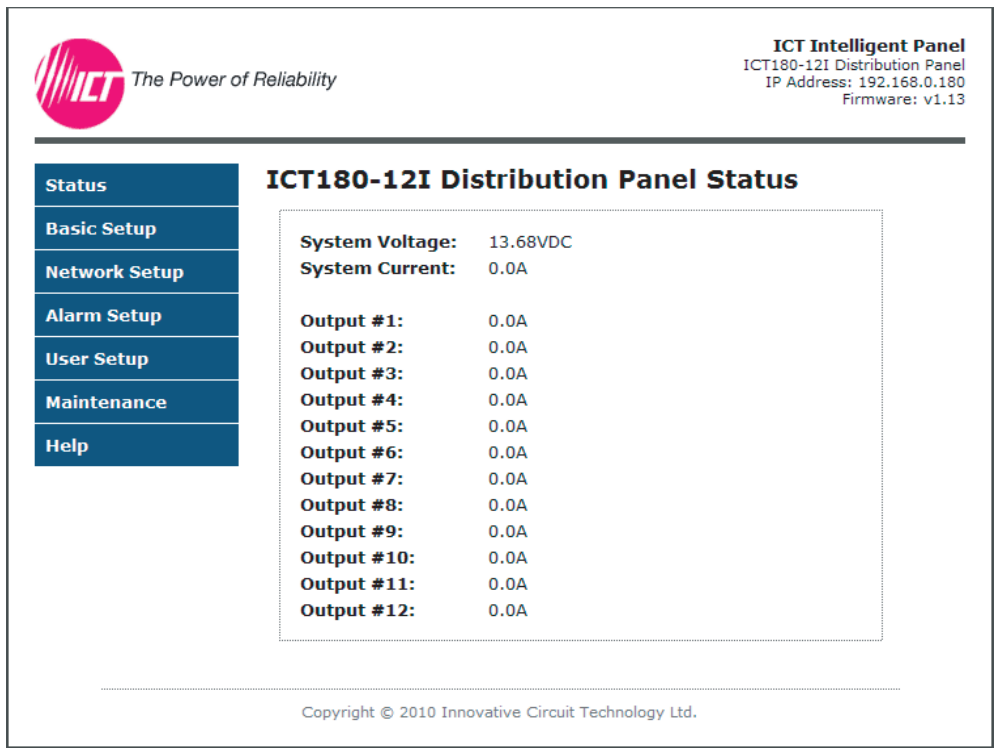 ICT The Power of Reliability
ICT Intelligent Panel
ICT180-12I Distribution Panel
IP Address: 192.168.0.180
Firmware: v1.13
Status
Basic Setup
Network Setup
Alarm Setup
User Setup
Maintenance
Help
ICT180-12I Distribution Panel Status
System Voltage: 13.68VDC
System Current: 0.0A
Output #1: 0.0A
Output #2: 0.0A
Output #3: 0.0A
Output #4: 0.0A
Output #5: 0.0A
Output #6: 0.0A
Output #7: 0.0A
Output #8: 0.0A
Output #9: 0.0A
Output #10: 0.0A
Output #11: 0.0A
Output #12: 0.0A
Copyright © 2010 Innovative Circuit Technology Ltd.